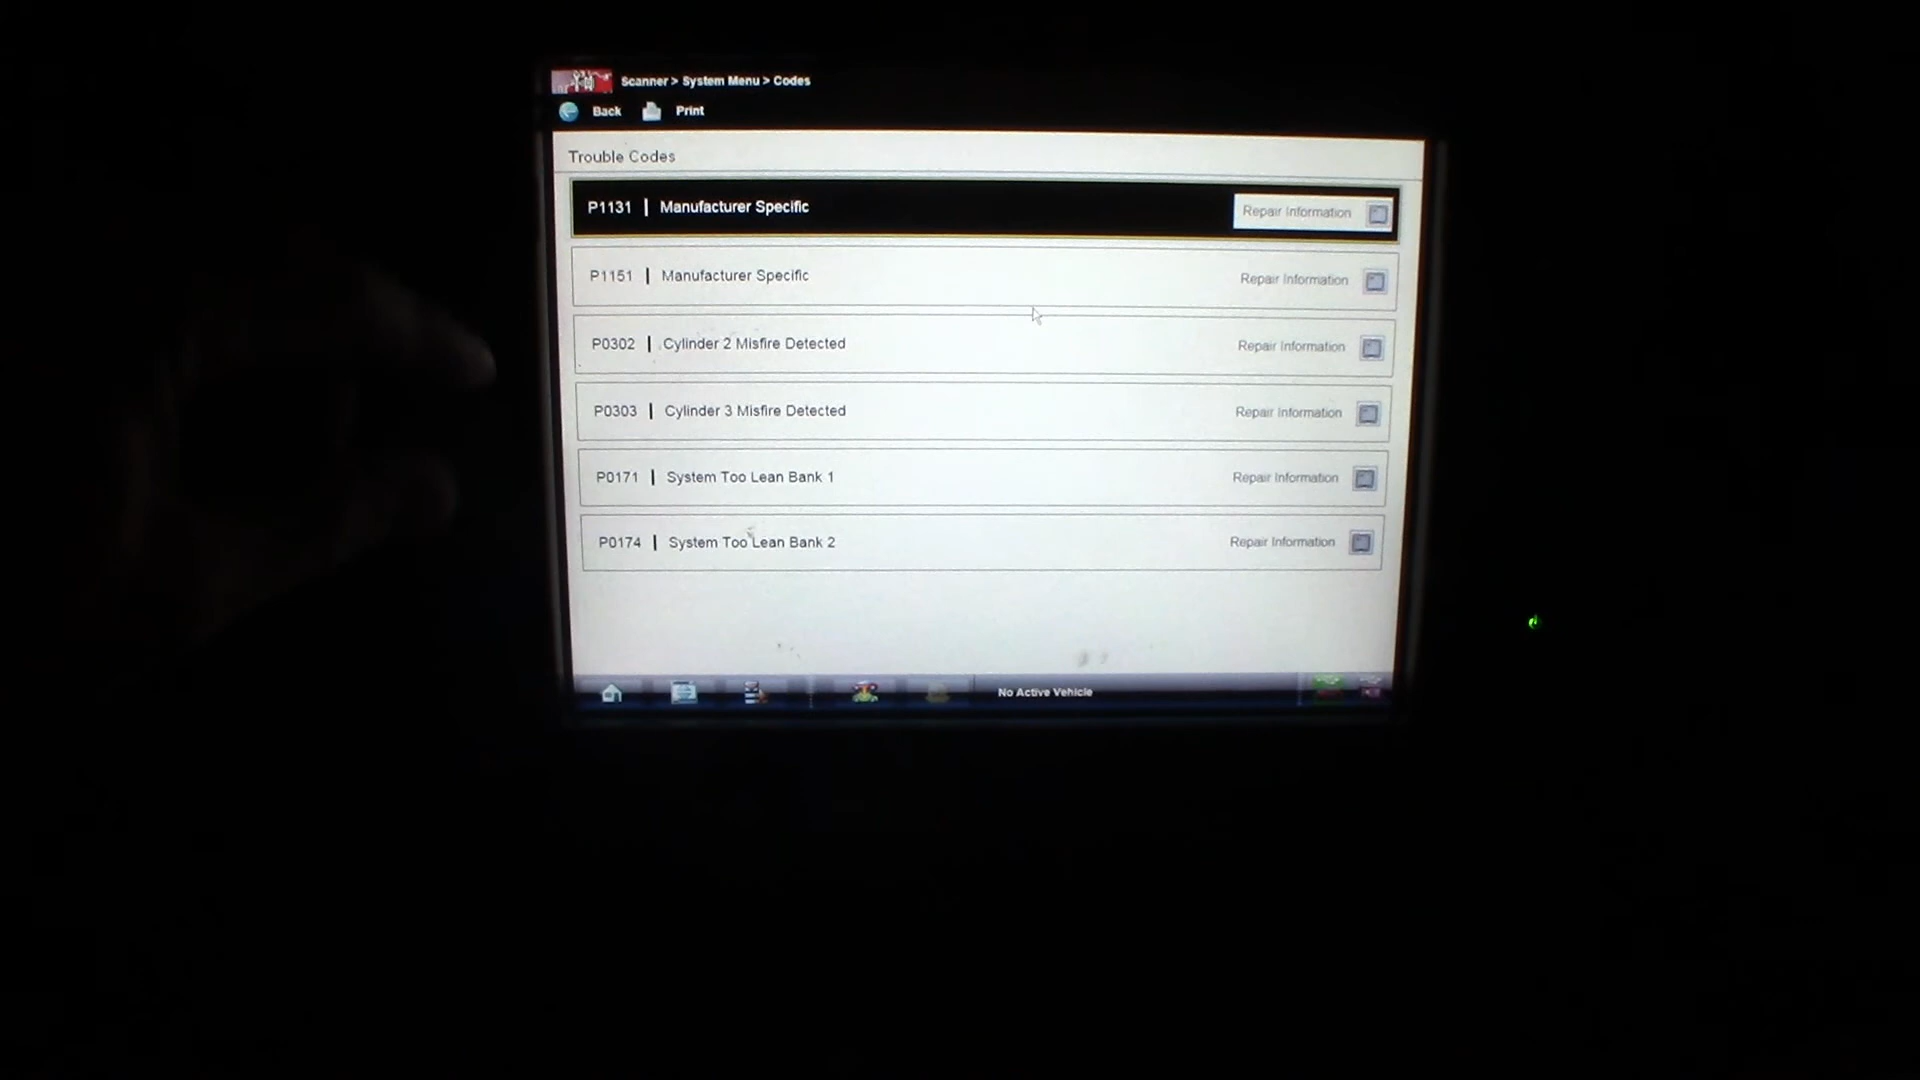 Scanner > System Menu > Codes
Back Print
Trouble Codes
P1131 | Manufacturer Specific Repair Information
P1151 | Manufacturer Specific Repair Information
P0302 | Cylinder 2 Misfire Detected Repair Information
P0303 | Cylinder 3 Misfire Detected Repair Information
P0171 | System Too Lean Bank 1 Repair Information
P0174 | System Too Lean Bank 2 Repair Information
No Active Vehicle